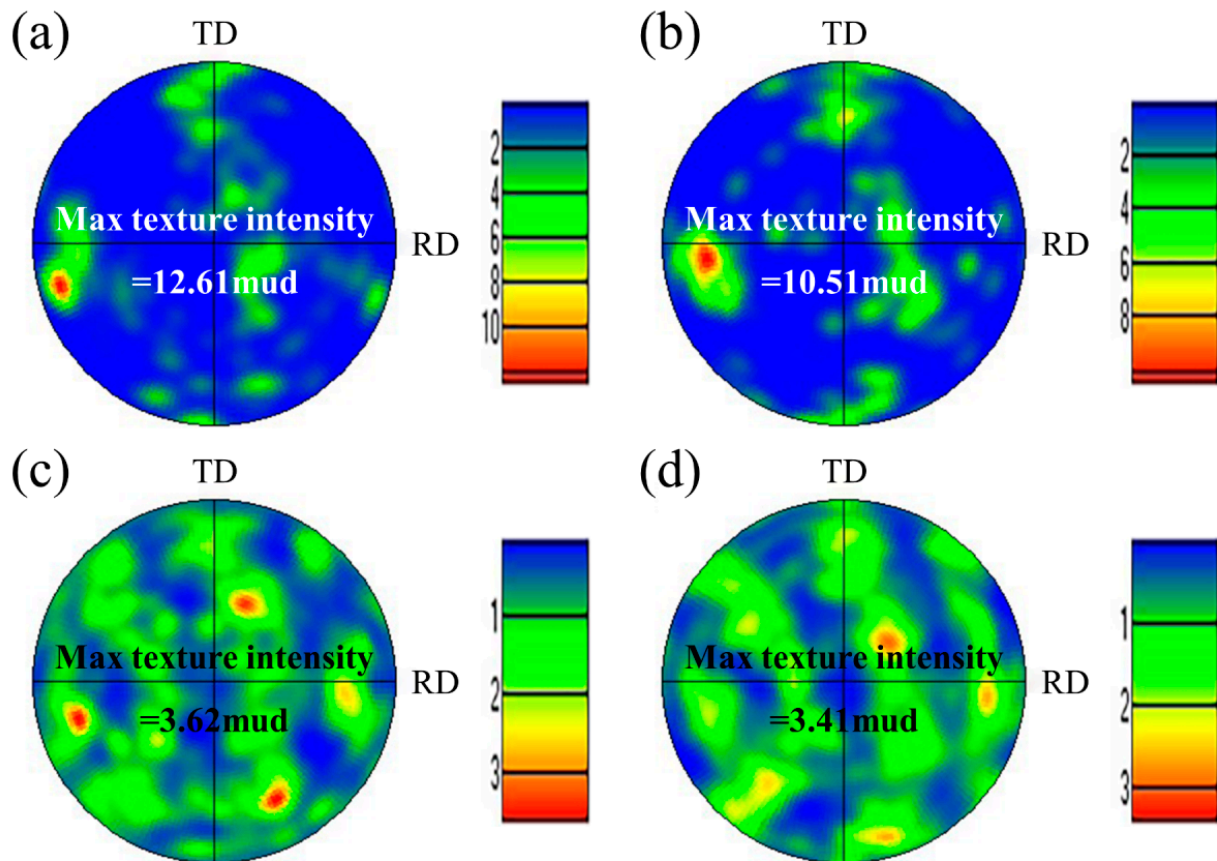 (a)
TD
Max texture intensity
=12.61mud
RD
2
4
6
8
10
(b)
TD
Max texture intensity
=10.51mud
RD
2
4
6
8
(c)
TD
Max texture intensity
=3.62mud
RD
1
2
3
(d)
TD
Max texture intensity
=3.41mud
RD
1
2
3